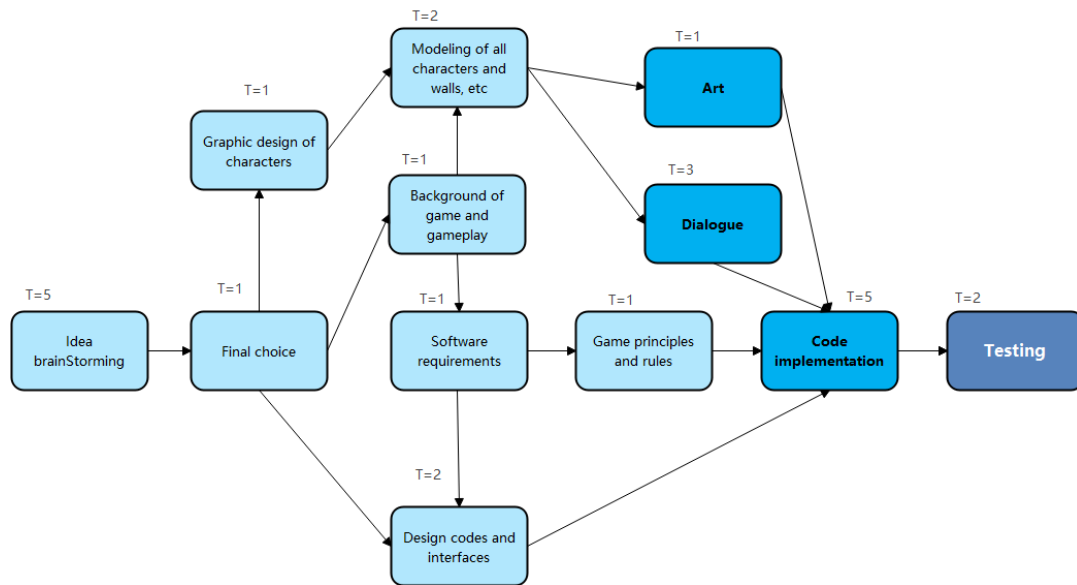 T=2
Modeling of all
characters and
walls, etc
T=1
Art
T=1
Graphic design of
characters
T=1
Background of
game and
gameplay
T=3
Dialogue
T=5
Idea
brainStorming
T=1
Final choice
T=1
Software
requirements
T=1
Game principles
and rules
T=5
Code
implementation
T=2
Testing
T=2
Design codes and
interfaces